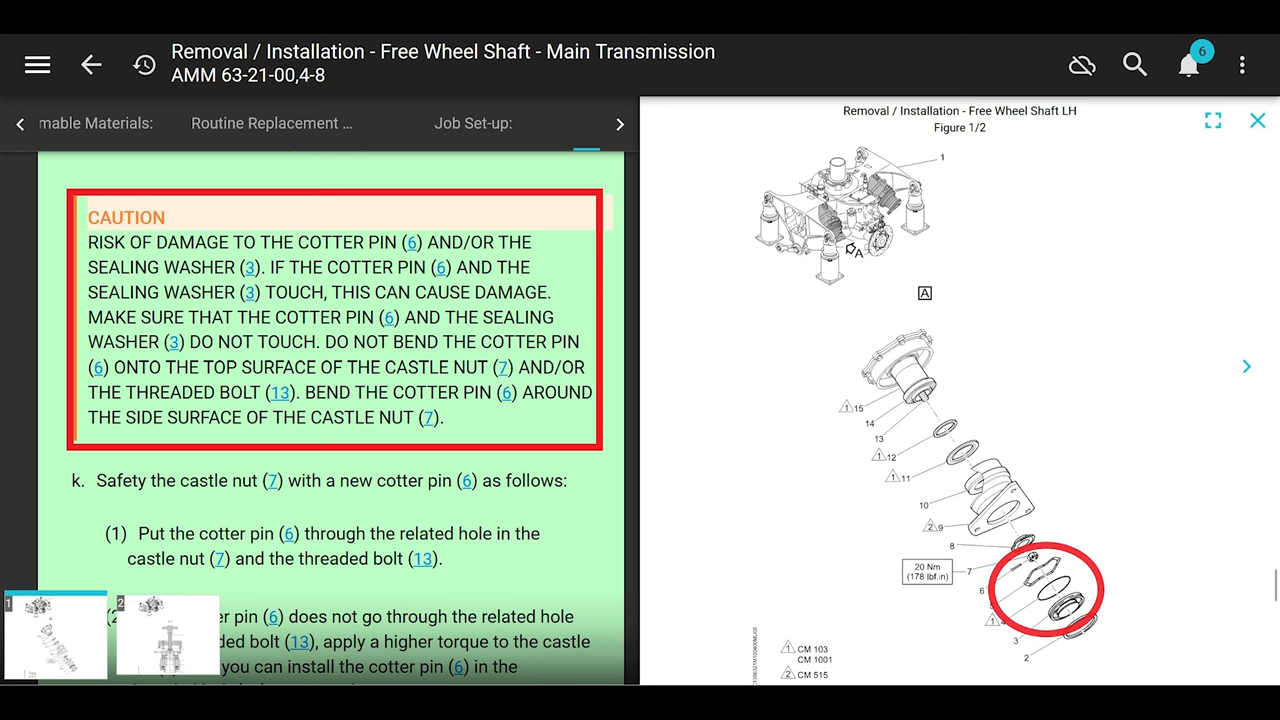 Removal / Installation - Free Wheel Shaft - Main Transmission
AMM 63-21-00,4-8
6
mable Materials:
Routine Replacement ...
Job Set-up:
CAUTION
RISK OF DAMAGE TO THE COTTER PIN (6) AND/OR THE
SEALING WASHER (3). IF THE COTTER PIN (6) AND THE
SEALING WASHER (3) TOUCH, THIS CAN CAUSE DAMAGE.
MAKE SURE THAT THE COTTER PIN (6) AND THE SEALING
WASHER (3) DO NOT TOUCH. DO NOT BEND THE COTTER PIN
(6) ONTO THE TOP SURFACE OF THE CASTLE NUT (7) AND/OR
THE THREADED BOLT (13). BEND THE COTTER PIN (6) AROUND
THE SIDE SURFACE OF THE CASTLE NUT (7).
k. Safety the castle nut (7) with a new cotter pin (6) as follows:
(1) Put the cotter pin (6) through the related hole in the
castle nut (7) and the threaded bolt (13).
(2
er pin (6) does not go through the related hole
ded bolt (13), apply a higher torque to the castle
you can install the cotter pin (6) in the
1
2
Removal / Installation - Free Wheel Shaft LH
Figure 1/2
1
A
A
1 15
14
13
1 12
1 11
10
2 9
8
20 Nm
(178 lbf.in)
7
6
1
3
2
1 CM 103
CM 1001
2 CM 515